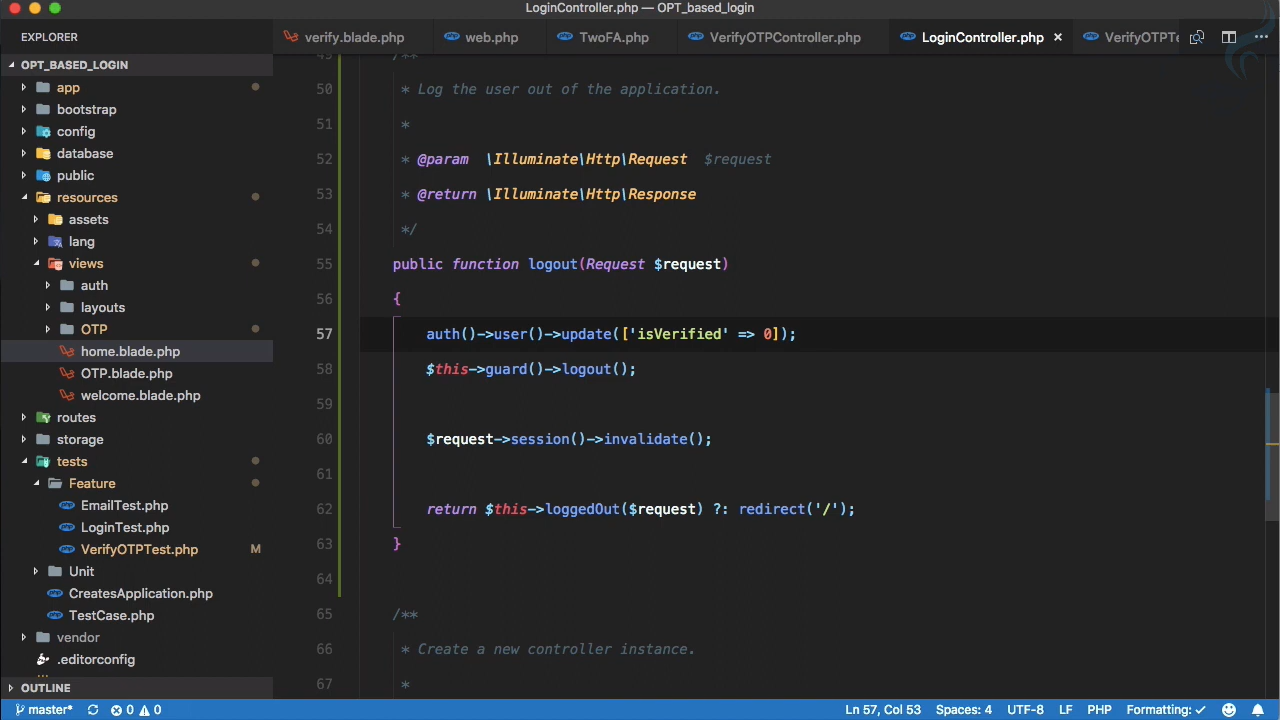 LoginController.php — OPT_based_login
EXPLORER
verify.blade.php
web.php
TwoFA.php
VerifyOTPController.php
LoginController.php ×
VerifyOTPTe
OPT_BASED_LOGIN
app
bootstrap
config
database
public
resources
assets
lang
views
auth
layouts
OTP
home.blade.php
OTP.blade.php
welcome.blade.php
routes
storage
tests
Feature
EmailTest.php
LoginTest.php
VerifyOTPTest.php M
Unit
CreatesApplication.php
TestCase.php
vendor
.editorconfig
OUTLINE
49 /**
50 * Log the user out of the application.
51 *
52 * @param \Illuminate\Http\Request $request
53 * @return \Illuminate\Http\Response
54 */
55 public function logout(Request $request)
56 {
57 auth()->user()->update(['isVerified' => 0]);
58 $this->guard()->logout();
59
60 $request->session()->invalidate();
61
62 return $this->loggedOut($request) ?: redirect('/');
63 }
64
65 /**
66 * Create a new controller instance.
67 *
master* 0 0 Ln 57, Col 53 Spaces: 4 UTF-8 LF PHP Formatting: ✓